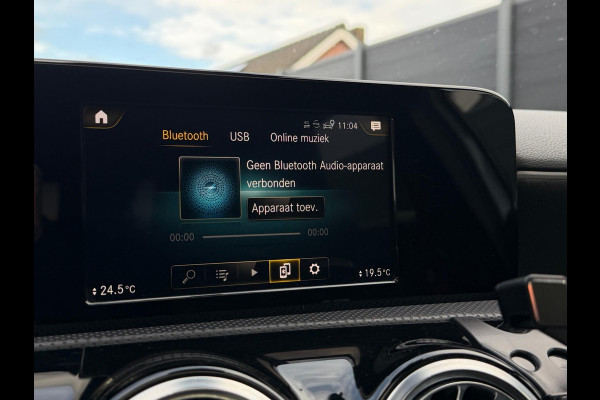 11:04
Bluetooth USB Online muziek
Geen Bluetooth Audio-apparaat
verbonden
Apparaat toev.
00:00 00:00
24.5°C 19.5°C